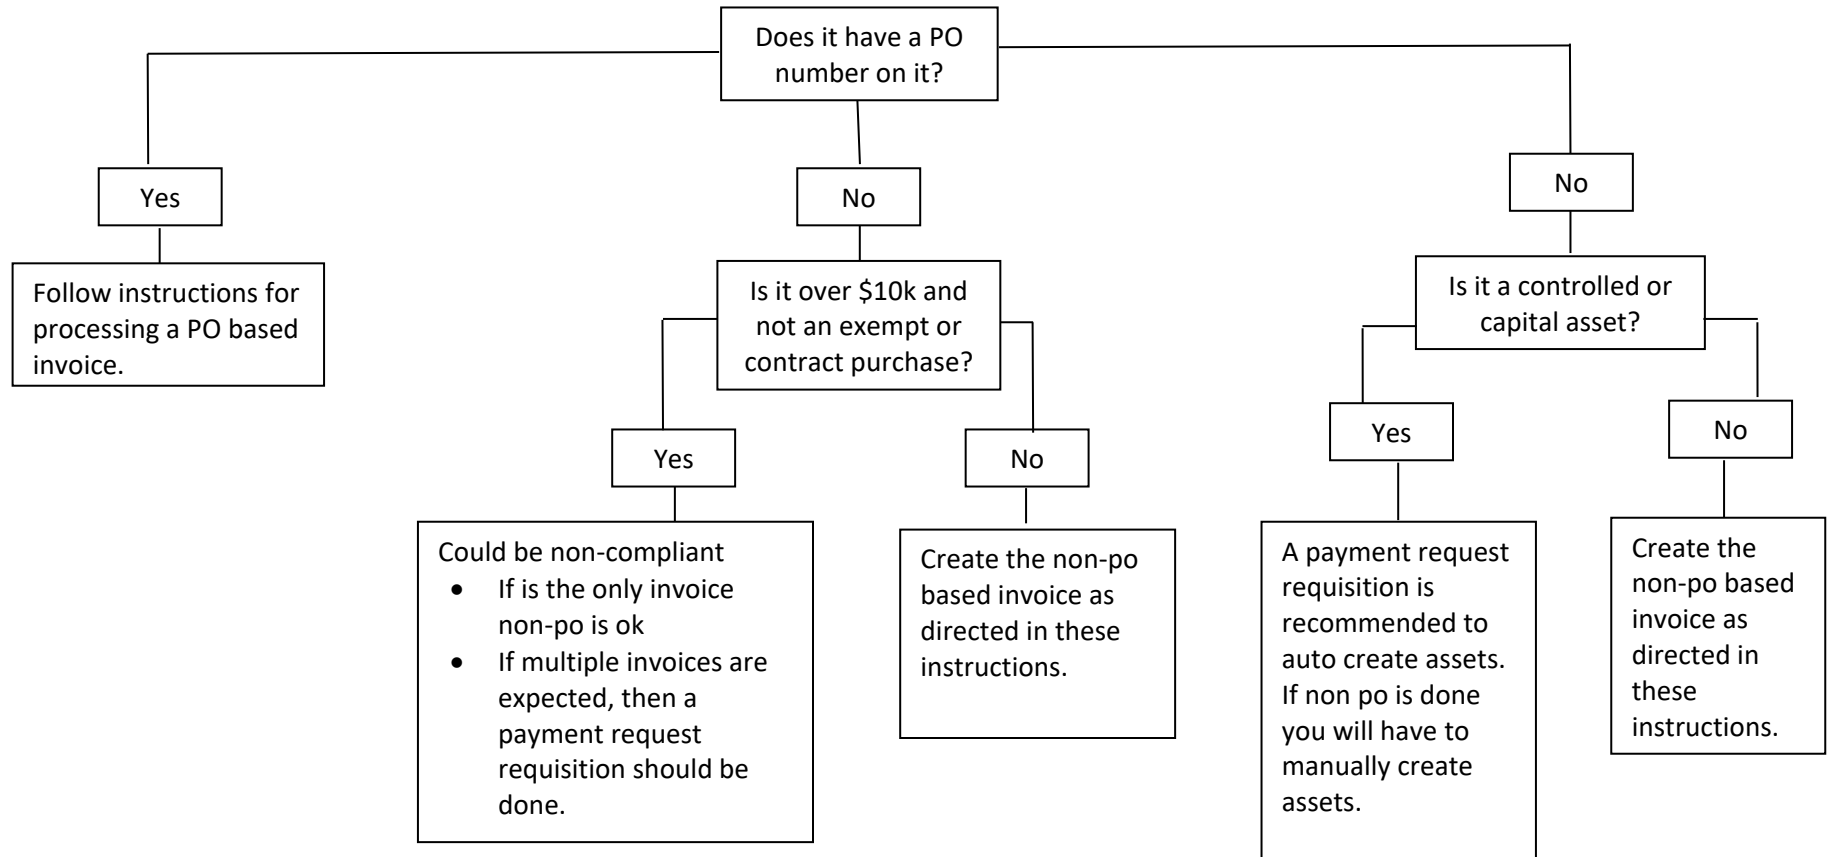 Does it have a PO
number on it?
Yes
No
No
Follow instructions for
processing a PO based
invoice.
Is it over $10k and
not an exempt or
contract purchase?
Is it a controlled or
capital asset?
Yes
No
Yes
No
Could be non-compliant
• If is the only invoice
non-po is ok
• If multiple invoices are
expected, then a
payment request
requisition should be
done.
Create the non-po
based invoice as
directed in these
instructions.
A payment request
requisition is
recommended to
auto create assets.
If non po is done
you will have to
manually create
assets.
Create the
non-po based
invoice as
directed in
these
instructions.